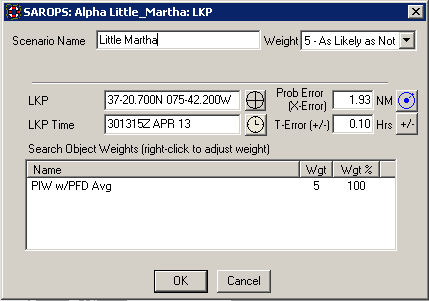 SAROPS: Alpha Little_Martha: LKP
Scenario Name Little Martha Weight 5 - As Likely as Not
LKP 37-20.700N 075-42.200W Prob Error (X-Error) 1.93 NM
LKP Time 301315Z APR 13 T-Error (+/-) 0.10 Hrs +/-
Search Object Weights (right-click to adjust weight)
Name Wgt Wgt %
PIW w/PFD Avg 5 100
OK Cancel